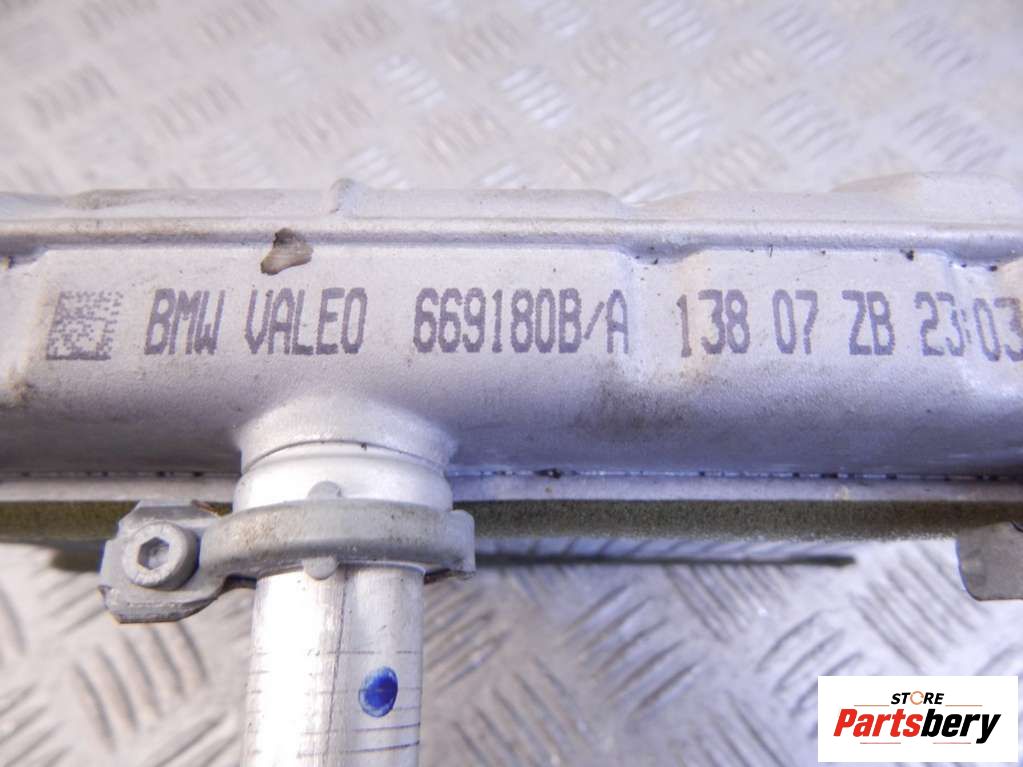 BMW VALEO 669180B/A 138 07 ZB 23:03
STORE
Partsbery